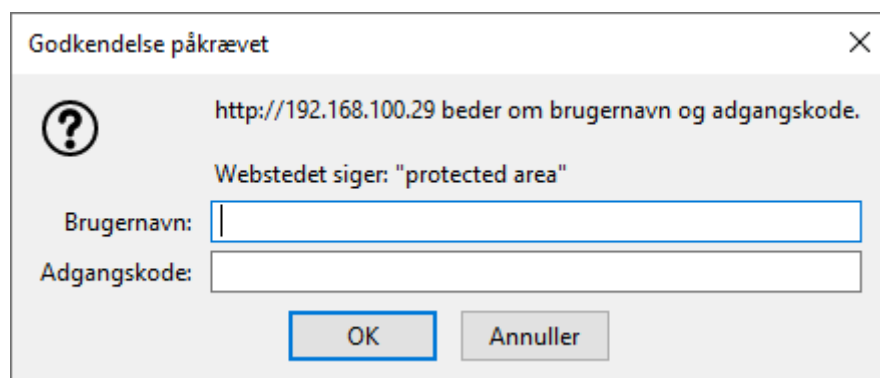 Godkendelse påkrævet
http://192.168.100.29 beder om brugernavn og adgangskode.
Webstedet siger: "protected area"
Brugernavn:
Adgangskode:
OK Annuller